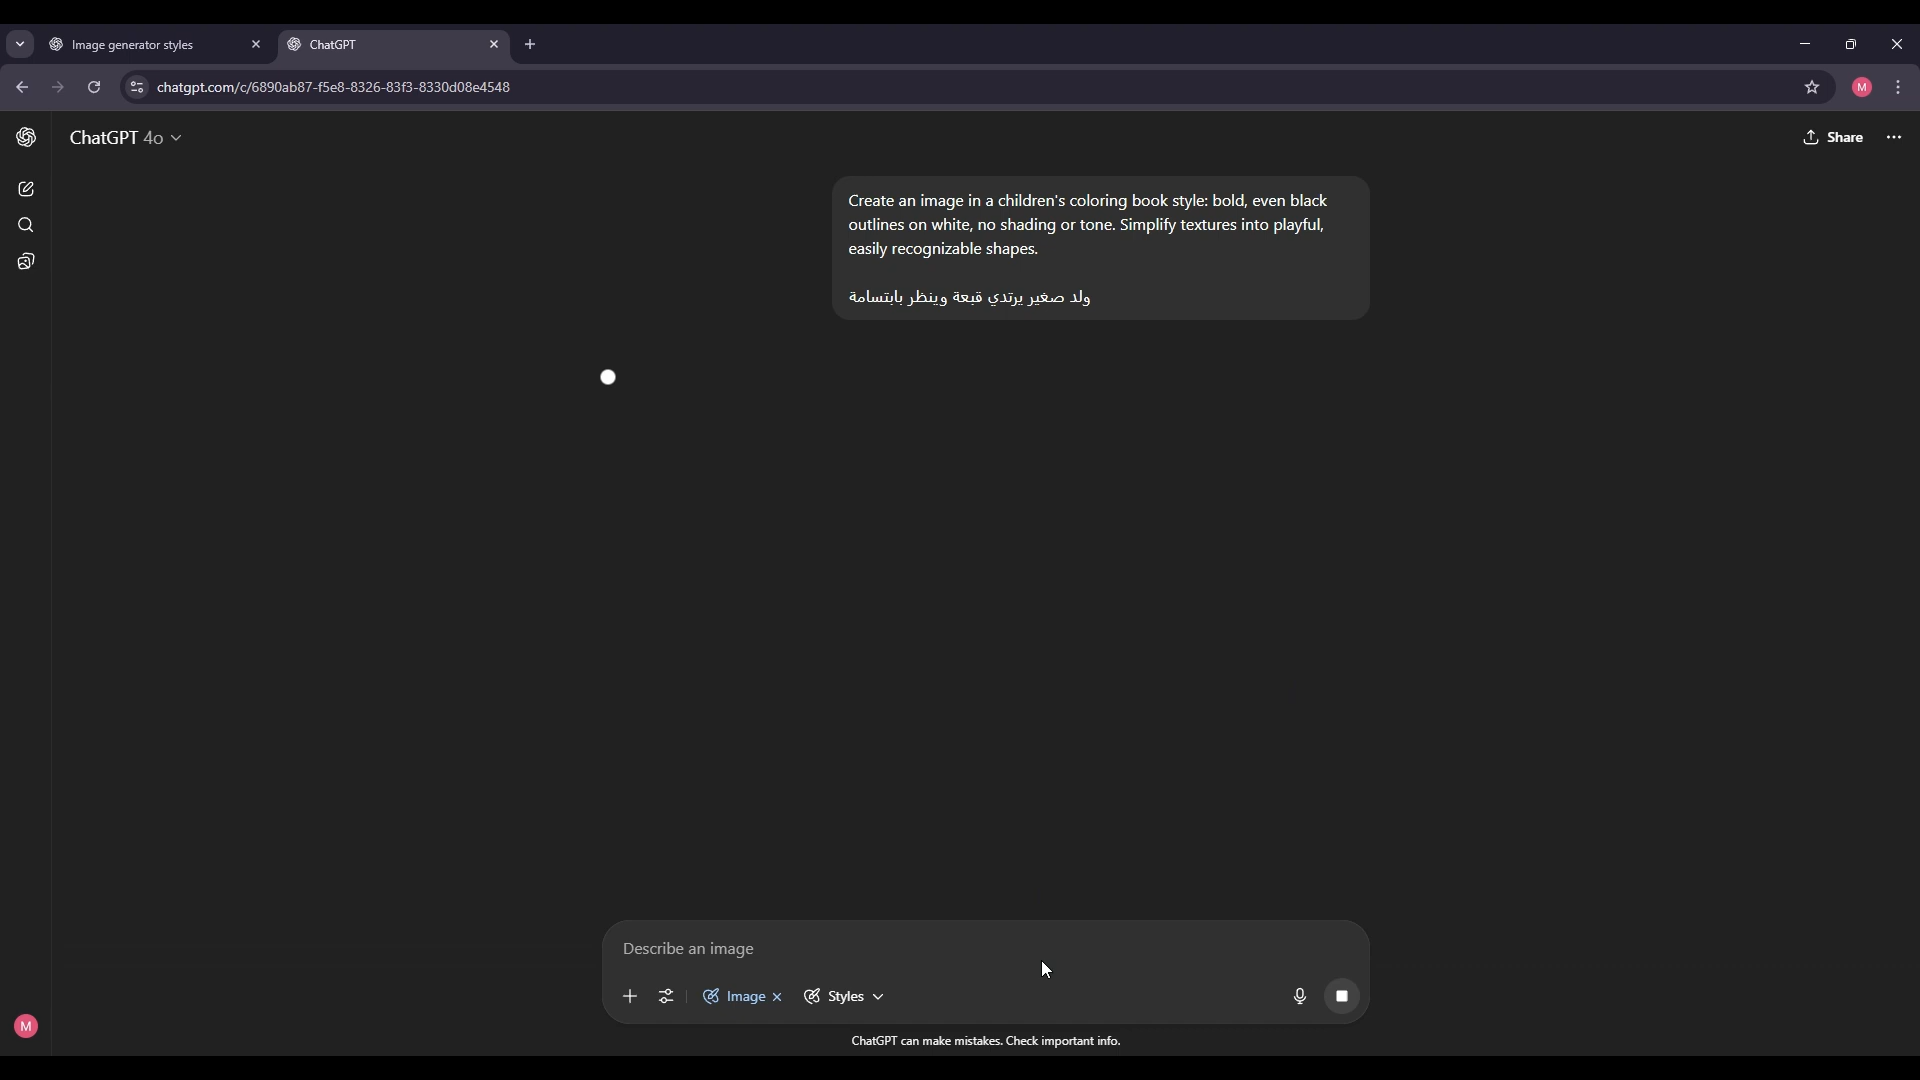 Image generator styles
ChatGPT
chatgpt.com/c/6890ab87-f5e8-8326-83f3-8330d08e4548
M
ChatGPT 4o
Share
Create an image in a children's coloring book style: bold, even black
outlines on white, no shading or tone. Simplify textures into playful,
easily recognizable shapes.
ولد صغير يرتدي قبعة وينظر بابتسامة
Describe an image
Image
Styles
M
ChatGPT can make mistakes. Check important info.